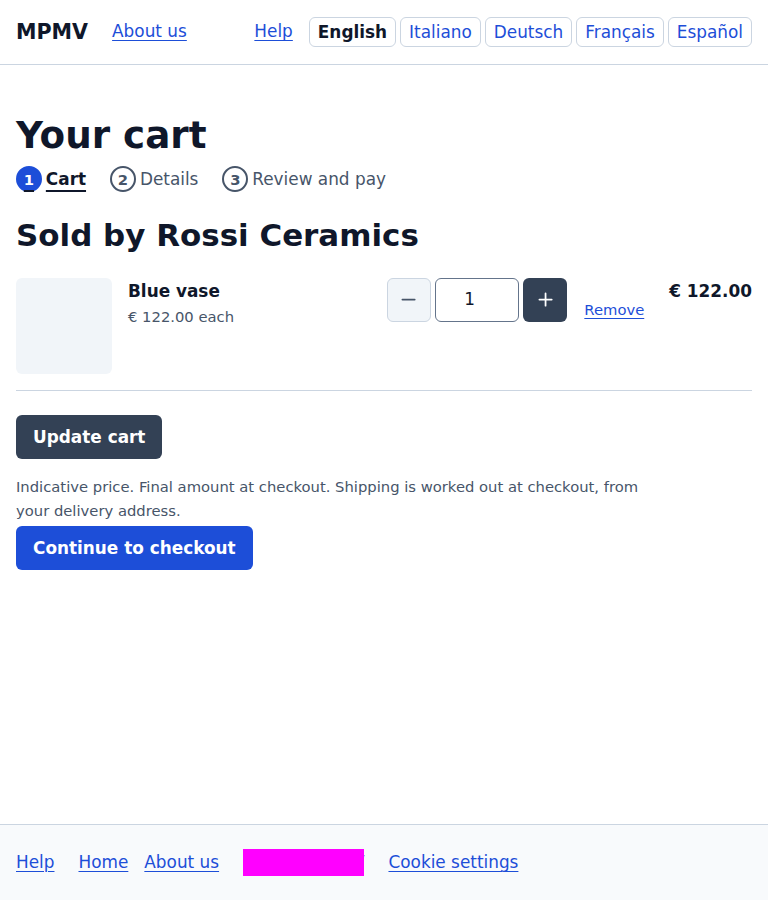 MPMV About us Help English Italiano Deutsch Français Español
Your cart
1 Cart 2 Details 3 Review and pay
Sold by Rossi Ceramics
Blue vase − 1 + € 122.00
€ 122.00 each Remove
Update cart
Indicative price. Final amount at checkout. Shipping is worked out at checkout, from
your delivery address.
Continue to checkout
Help Home About us Cookie settings